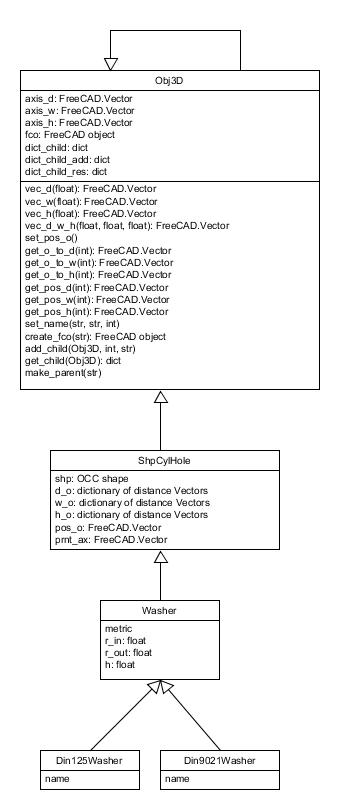 Obj3D
axis_d: FreeCAD.Vector
axis_w: FreeCAD.Vector
axis_h: FreeCAD.Vector
fco: FreeCAD object
dict_child: dict
dict_child_add: dict
dict_child_res: dict
vec_d(float): FreeCAD.Vector
vec_w(float): FreeCAD.Vector
vec_h(float): FreeCAD.Vector
vec_d_w_h(float, float, float): FreeCAD.Vector
set_pos_o()
get_o_to_d(int): FreeCAD.Vector
get_o_to_w(int): FreeCAD.Vector
get_o_to_h(int): FreeCAD.Vector
get_pos_d(int): FreeCAD.Vector
get_pos_w(int): FreeCAD.Vector
get_pos_h(int): FreeCAD.Vector
set_name(str, str, int)
create_fco(str): FreeCAD object
add_child(Obj3D, int, str)
get_child(Obj3D): dict
make_parent(str)
ShpCylHole
shp: OCC shape
d_o: dictionary of distance Vectors
w_o: dictionary of distance Vectors
h_o: dictionary of distance Vectors
pos_o: FreeCAD.Vector
prnt_ax: FreeCAD.Vector
Washer
metric
r_in: float
r_out: float
h: float
Din125Washer
name
Din9021Washer
name